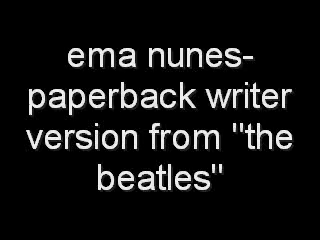 ema nunes-
paperback writer
version from "the
beatles"